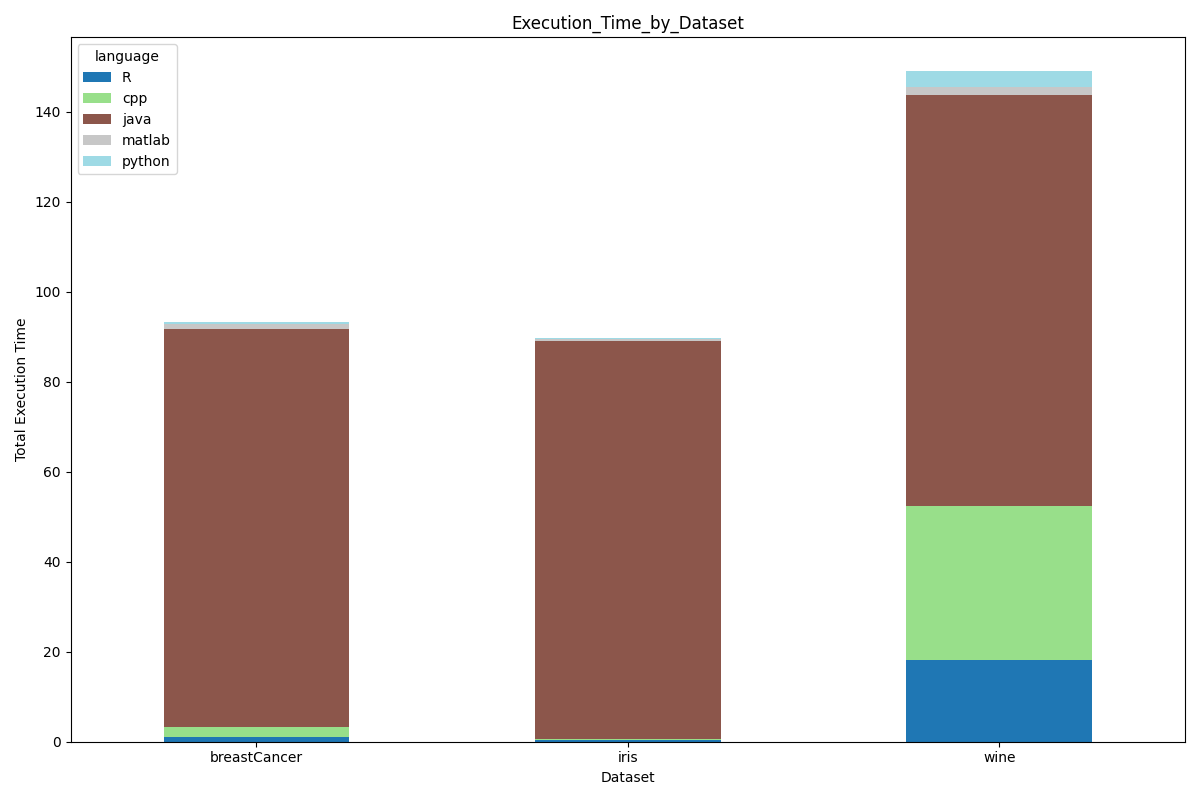 Execution_Time_by_Dataset
language
R
cpp
java
matlab
python
Total Execution Time
140
120
100
80
60
40
20
0
breastCancer
iris
wine
Dataset